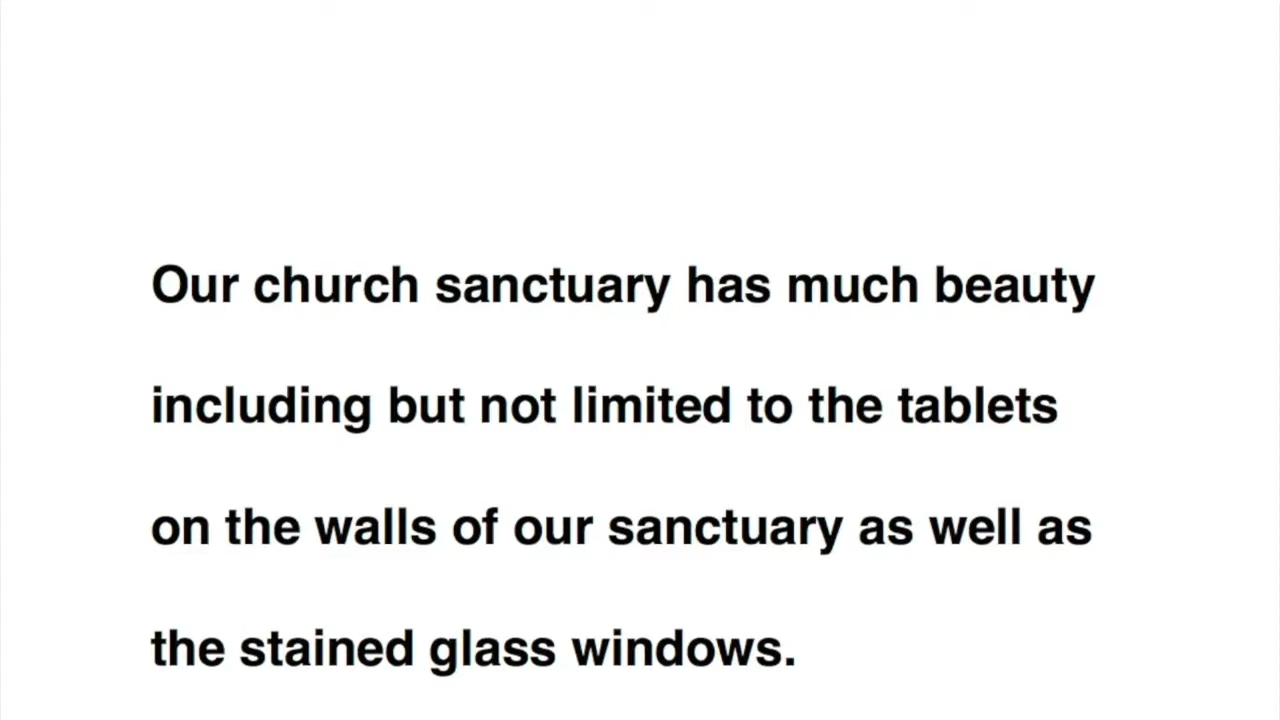 Our church sanctuary has much beauty
including but not limited to the tablets
on the walls of our sanctuary as well as
the stained glass windows.